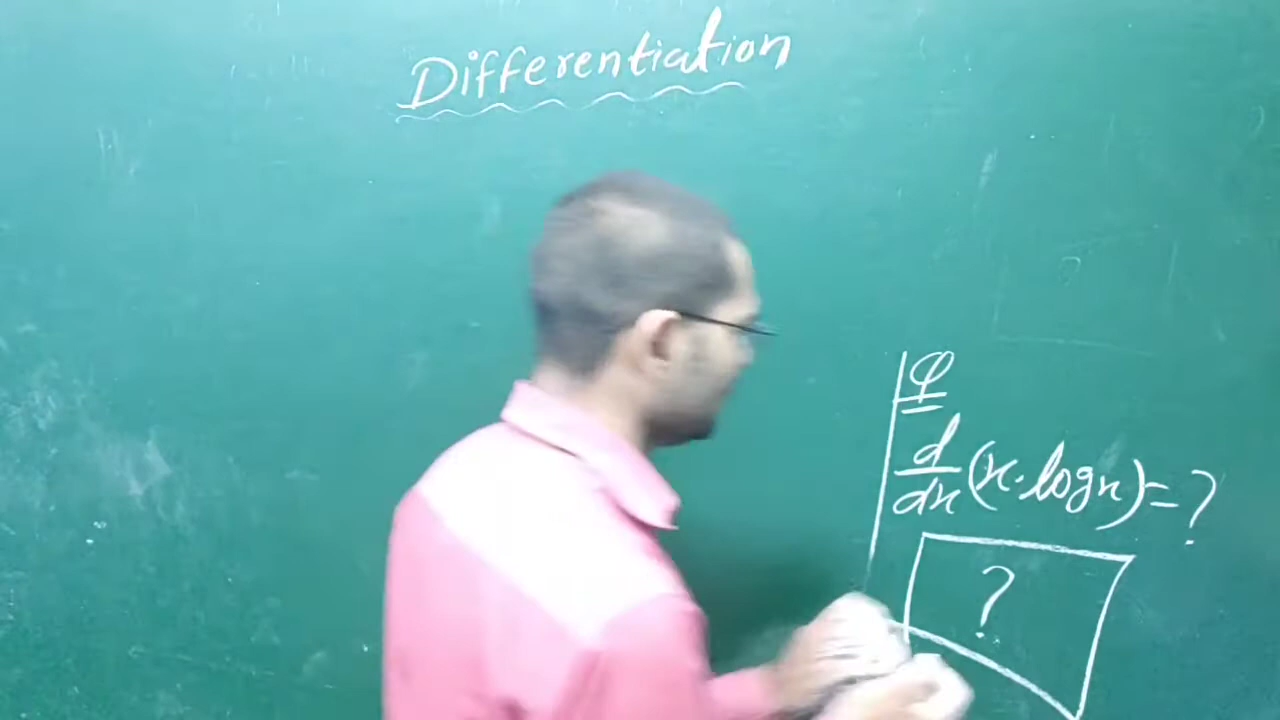 Differentiation
Q
d/dx (x·logx) = ?
?